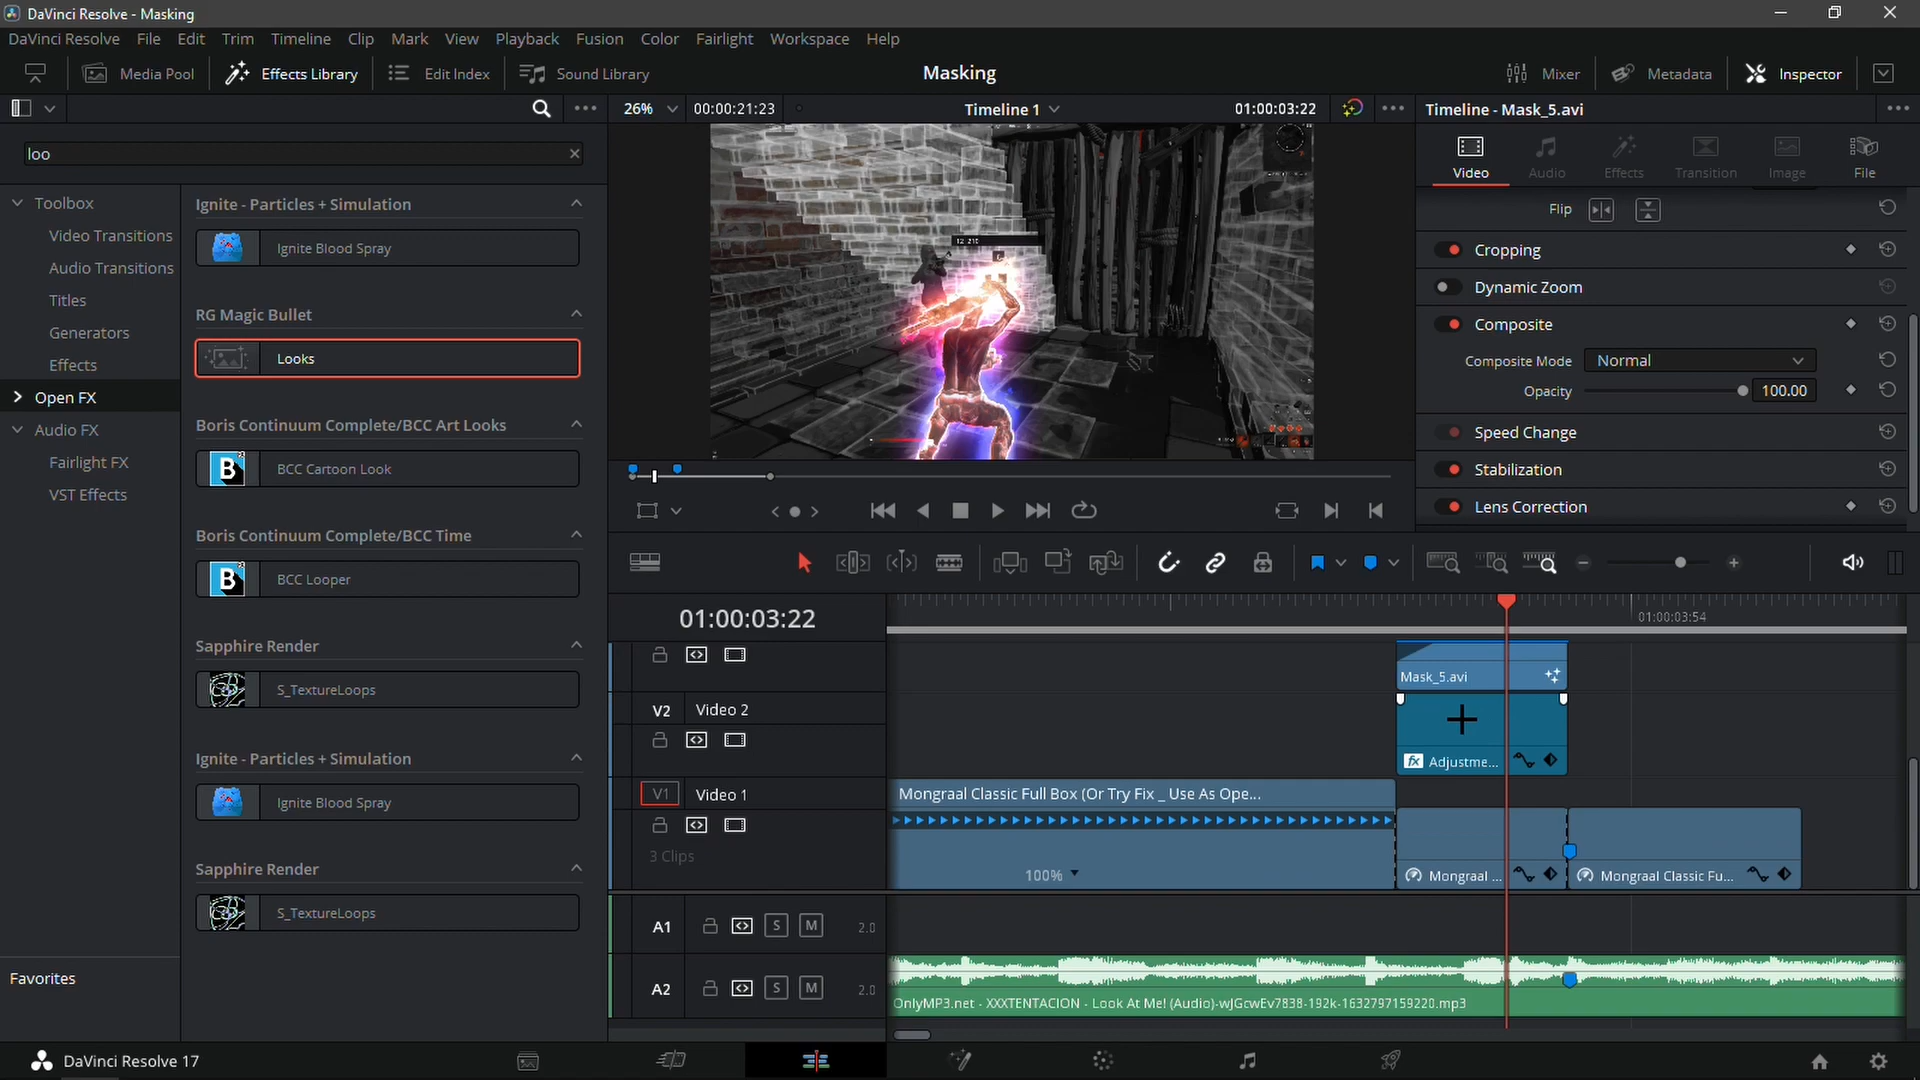 DaVinci Resolve - Masking
DaVinci Resolve File Edit Trim Timeline Clip Mark View Playback Fusion Color Fairlight Workspace Help
Media Pool Effects Library Edit Index Sound Library Masking Mixer Metadata Inspector
26% 00:00:21:23 Timeline 1 01:00:03:22 Timeline - Mask_5.avi
loo
Video Audio Effects Transition Image File
Toolbox
Video Transitions
Audio Transitions
Titles
Generators
Effects
Open FX
Audio FX
Fairlight FX
VST Effects
Favorites
Ignite - Particles + Simulation
Ignite Blood Spray
RG Magic Bullet
Looks
Boris Continuum Complete/BCC Art Looks
B BCC Cartoon Look
Boris Continuum Complete/BCC Time
B BCC Looper
Sapphire Render
S_TextureLoops
Ignite - Particles + Simulation
Ignite Blood Spray
Sapphire Render
S_TextureLoops
Flip
Cropping
Dynamic Zoom
Composite
Composite Mode Normal
Opacity 100.00
Speed Change
Stabilization
Lens Correction
01:00:03:22
01:00:03:54
Mask_5.avi
V2 Video 2
fx Adjustme...
V1 Video 1
Mongraal Classic Full Box (Or Try Fix _ Use As Ope...
3 Clips
100%
Mongraal ...
Mongraal Classic Fu...
A1 S M 2.0
A2 S M 2.0
OnlyMP3.net - XXXTENTACION - Look At Me! (Audio)-wJGcwEv7838-192k-1632797159220.mp3
DaVinci Resolve 17